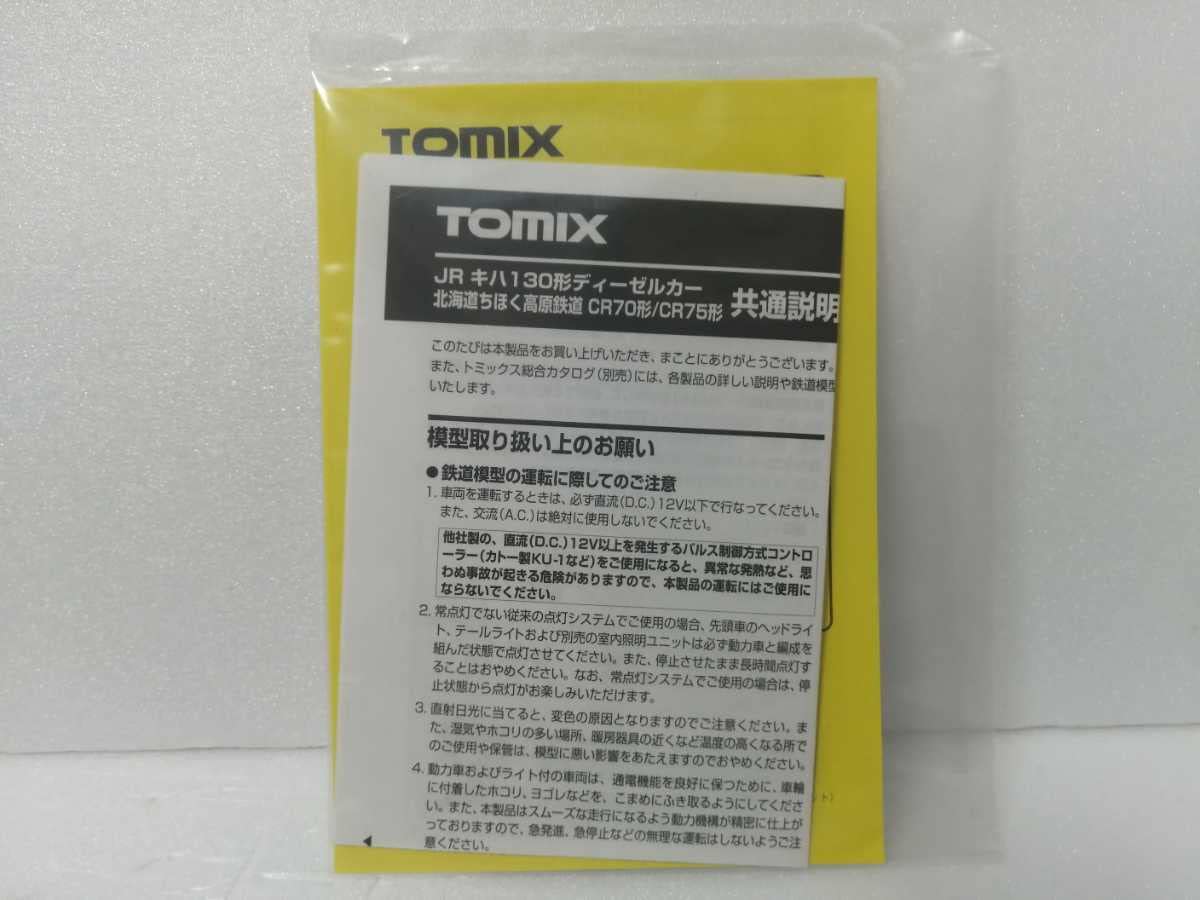 TOMIX
TOMIX
JR キハ130形ディーゼルカー
北海道ちほく高原鉄道 CR70形/CR75形 共通説明
このたびは本製品をお買い上げいただき、まことにありがとうございます。
また、トミックス総合カタログ(別売)には、各製品の詳しい説明や鉄道模型
いたします。
模型取り扱い上のお願い
●鉄道模型の運転に際してのご注意
1. 車両を運転するときは、必ず直流(D.C.)12V以下で行なってください。
また、交流(A.C.)は絶対に使用しないでください。
他社製の、直流(D.C.)12V以上を発生するパルス制御方式コントロ
ーラー(カトー製KU-1など)をご使用になると、異常な発熱など、思
わぬ事故が起きる危険がありますので、本製品の運転にはご使用に
ならないでください。
2. 常点灯でない従来の点灯システムでご使用の場合、先頭車のヘッドライ
ト、テールライトおよび別売の室内照明ユニットは必ず動力車と編成を
組んだ状態で点灯させてください。また、停止させたまま長時間点灯す
ることはおやめください。なお、常点灯システムでご使用の場合は、停
止状態から点灯がお楽しみいただけます。
3. 直射日光に当てると、変色の原因となりますのでご注意ください。ま
た、湿気やホコリの多い場所、暖房器具の近くなど温度の高くなる所で
のご使用や保管は、模型に悪い影響をあたえますのでおやめください。
4. 動力車およびライト付の車両は、通電機能を良好に保つために、車輪
に付着したホコリ、ヨゴレなどを、こまめにふき取るようにしてくださ
い。また、本製品はスムーズな走行になるよう動力機構が精密に仕上が
っておりますので、急発進、急停止などの無理な運転はしないようご注
意ください。
ット)